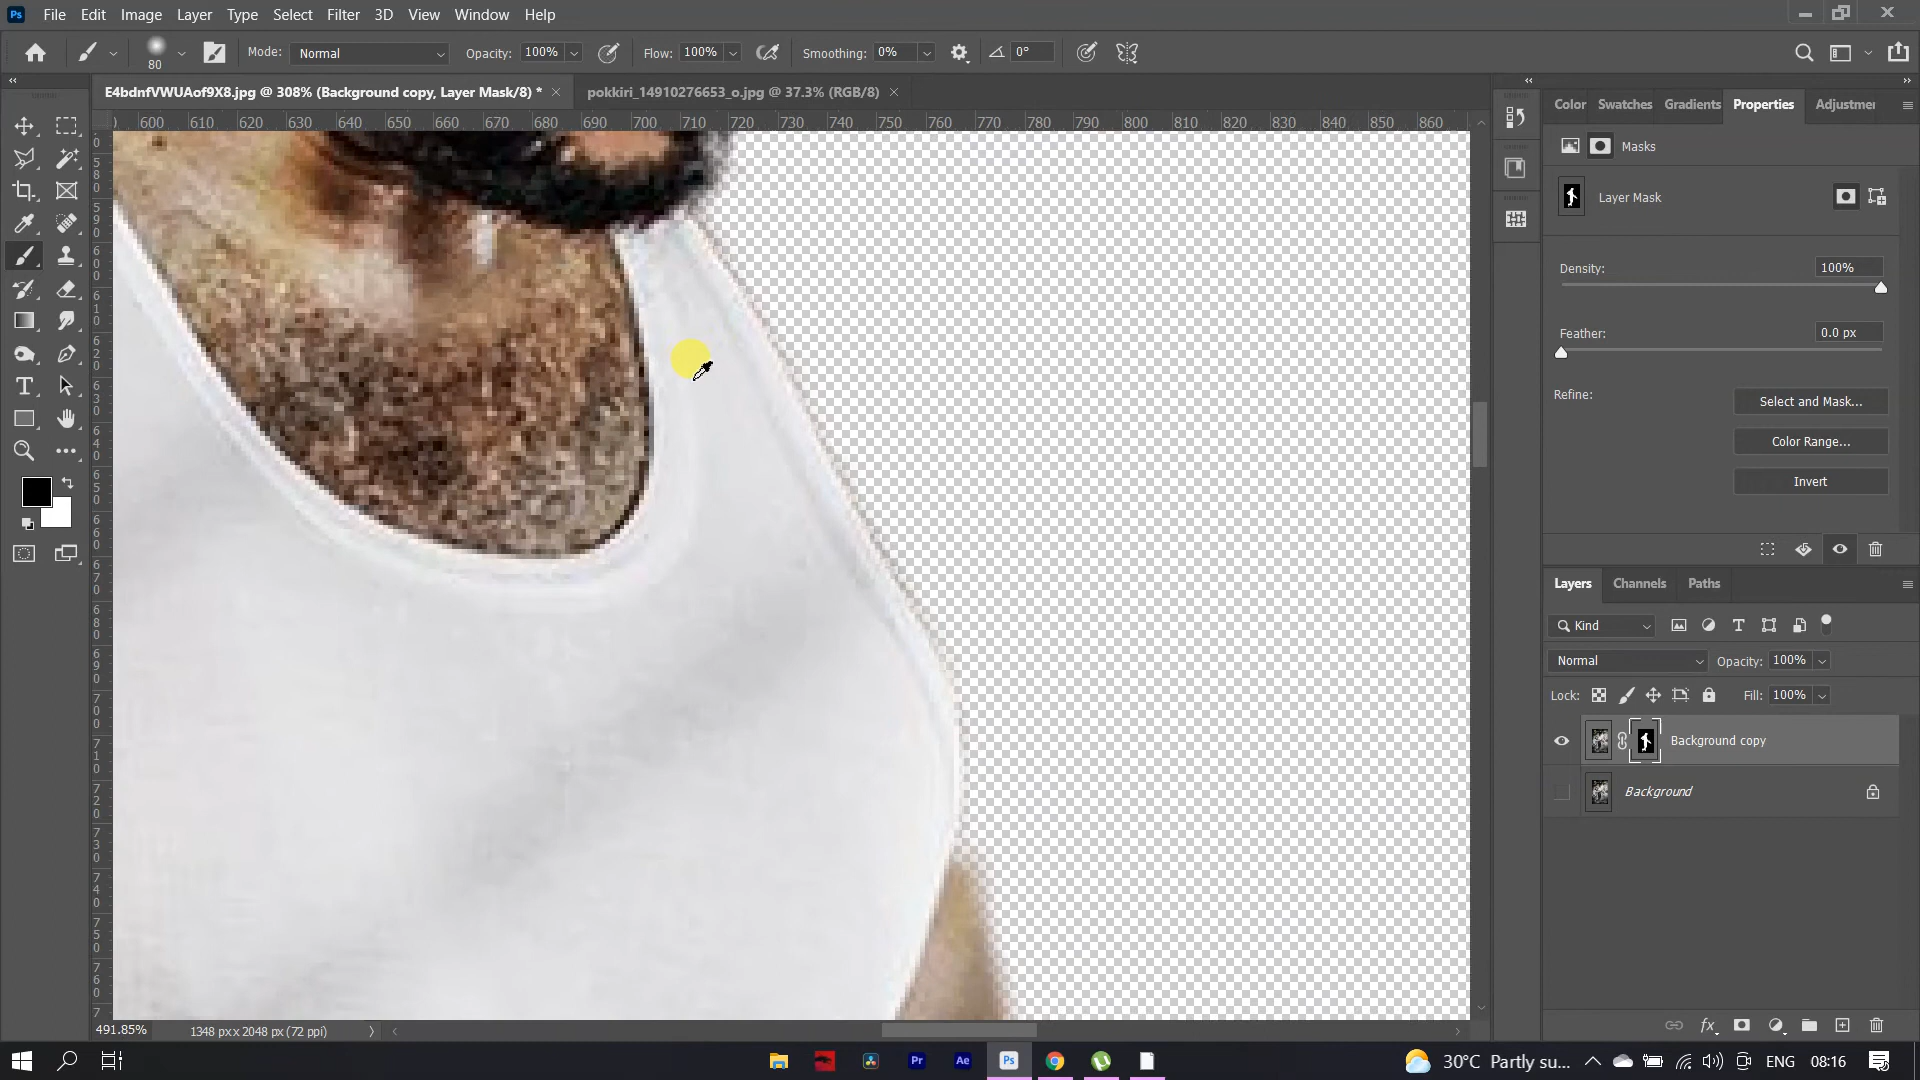 Ps File Edit Image Layer Type Select Filter 3D View Window Help
80 Mode: Normal Opacity: 100% Flow: 100% Smoothing: 0% 0°
E4bdnfVWUAof9X8.jpg @ 308% (Background copy, Layer Mask/8) * × pokkiri_14910276653_o.jpg @ 37.3% (RGB/8) ×
Color Swatches Gradients Properties Adjustmer
600 610 620 630 640 650 660 670 680 690 700 710 720 730 740 750 760 770 780 790 800 810 820 830 840 850 860
Masks
Layer Mask
Density: 100%
Feather: 0.0 px
Refine: Select and Mask...
Color Range...
Invert
Layers Channels Paths
Kind
Normal Opacity: 100%
Lock: Fill: 100%
Background copy
Background
491.85% 1348 px x 2048 px (72 ppi)
Pr Ae Ps 30°C Partly su... ENG 08:16